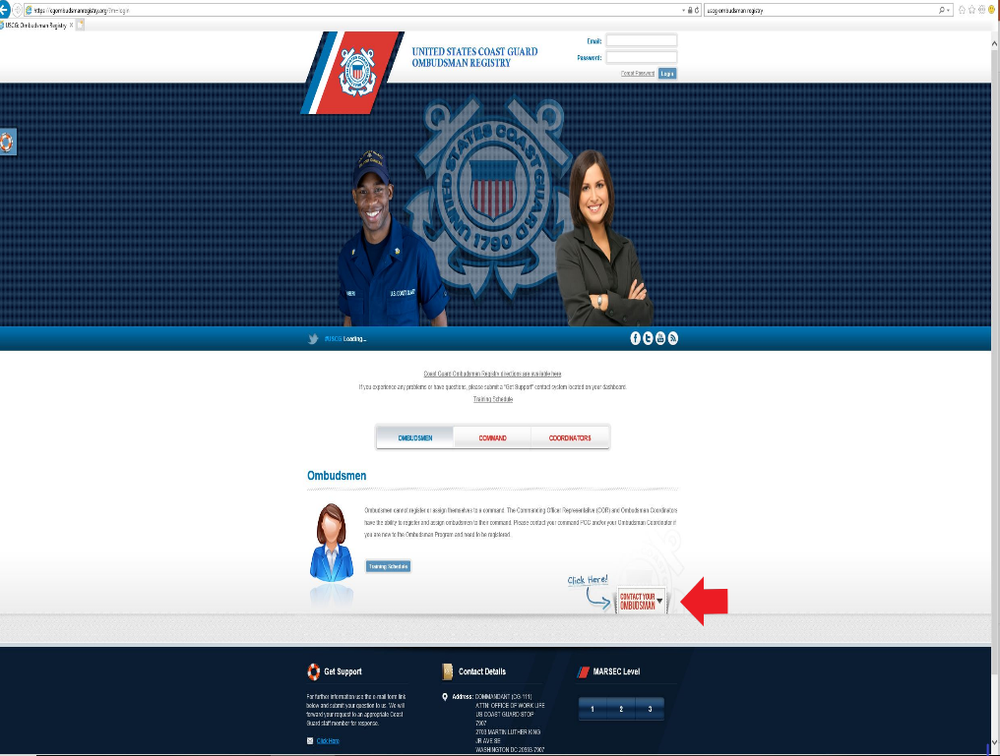 https://cgombudsmanregistry.org/?m=login
uscg ombudsman registry
USCG: Ombudsman Registry
UNITED STATES COAST GUARD
OMBUDSMAN REGISTRY
Email:
Password:
Forgot Password
Login
UNITED STATES COAST GUARD
1790
U.S. COAST GUARD
#USCG Loading...
Coast Guard Ombudsman Registry directions are available here
If you experience any problems or have questions, please submit a "Get Support" contact system located on your dashboard.
Training Schedule
OMBUDSMEN
COMMAND
COORDINATORS
Ombudsmen
Ombudsmen cannot register or assign themselves to a command. The Commanding Officer Representative (COR) and Ombudsmen Coordinators
have the ability to register and assign ombudsmen to their command. Please contact your command POC and/or your Ombudsman Coordinator if
you are new to the Ombudsman Program and need to be registered.
Training Schedule
Click Here!
CONTACT YOUR
OMBUDSMAN
Get Support
For further information use the e-mail form link
below and submit your question to us. We will
forward your request to an appropriate Coast
Guard staff member for response.
Click Here
Contact Details
Address: COMMANDANT (CG-111)
ATTN: OFFICE OF WORK LIFE
US COAST GUARD STOP
7907
2703 MARTIN LUTHER KING
JR AVE SE
WASHINGTON DC 20593-7907
MARSEC Level
1
2
3